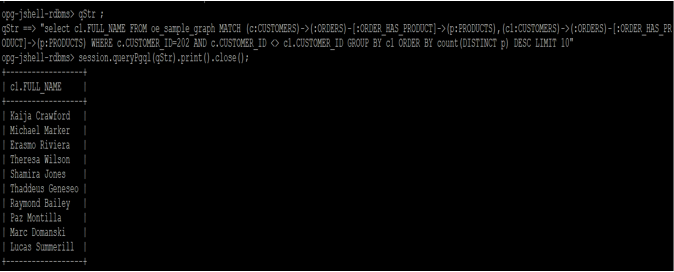 opg-jshell-rdbms> qStr ;
qStr ==> "select c1.FULL_NAME FROM oe_sample_graph MATCH (c:CUSTOMERS)->(:ORDERS)-[:ORDER_HAS_PRODUCT]->(p:PRODUCTS),(c1:CUSTOMERS)->(:ORDERS)-[:ORDER_HAS_PR
ODUCT]->(p:PRODUCTS) WHERE c.CUSTOMER_ID=202 AND c.CUSTOMER_ID <> c1.CUSTOMER_ID GROUP BY c1 ORDER BY count(DISTINCT p) DESC LIMIT 10"
opg-jshell-rdbms> session.queryPgql(qStr).print().close();
+-----------------+
| c1.FULL_NAME |
+-----------------+
| Kaija Crawford |
| Michael Marker |
| Erasmo Riviera |
| Theresa Wilson |
| Shamira Jones |
| Thaddeus Geneseo |
| Raymond Bailey |
| Paz Montilla |
| Marc Domanski |
| Lucas Summerill |
+-----------------+